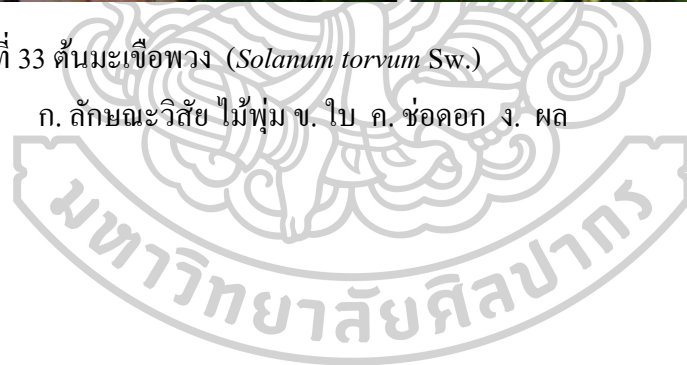 ที่ 33 ต้นมะเขือพวง (Solanum torvum Sw.)
ก. ลักษณะวิสัย ไม้พุ่ม ข. ใบ ค. ช่อดอก ง. ผล
มหาวิทยาลัยศิลปากร